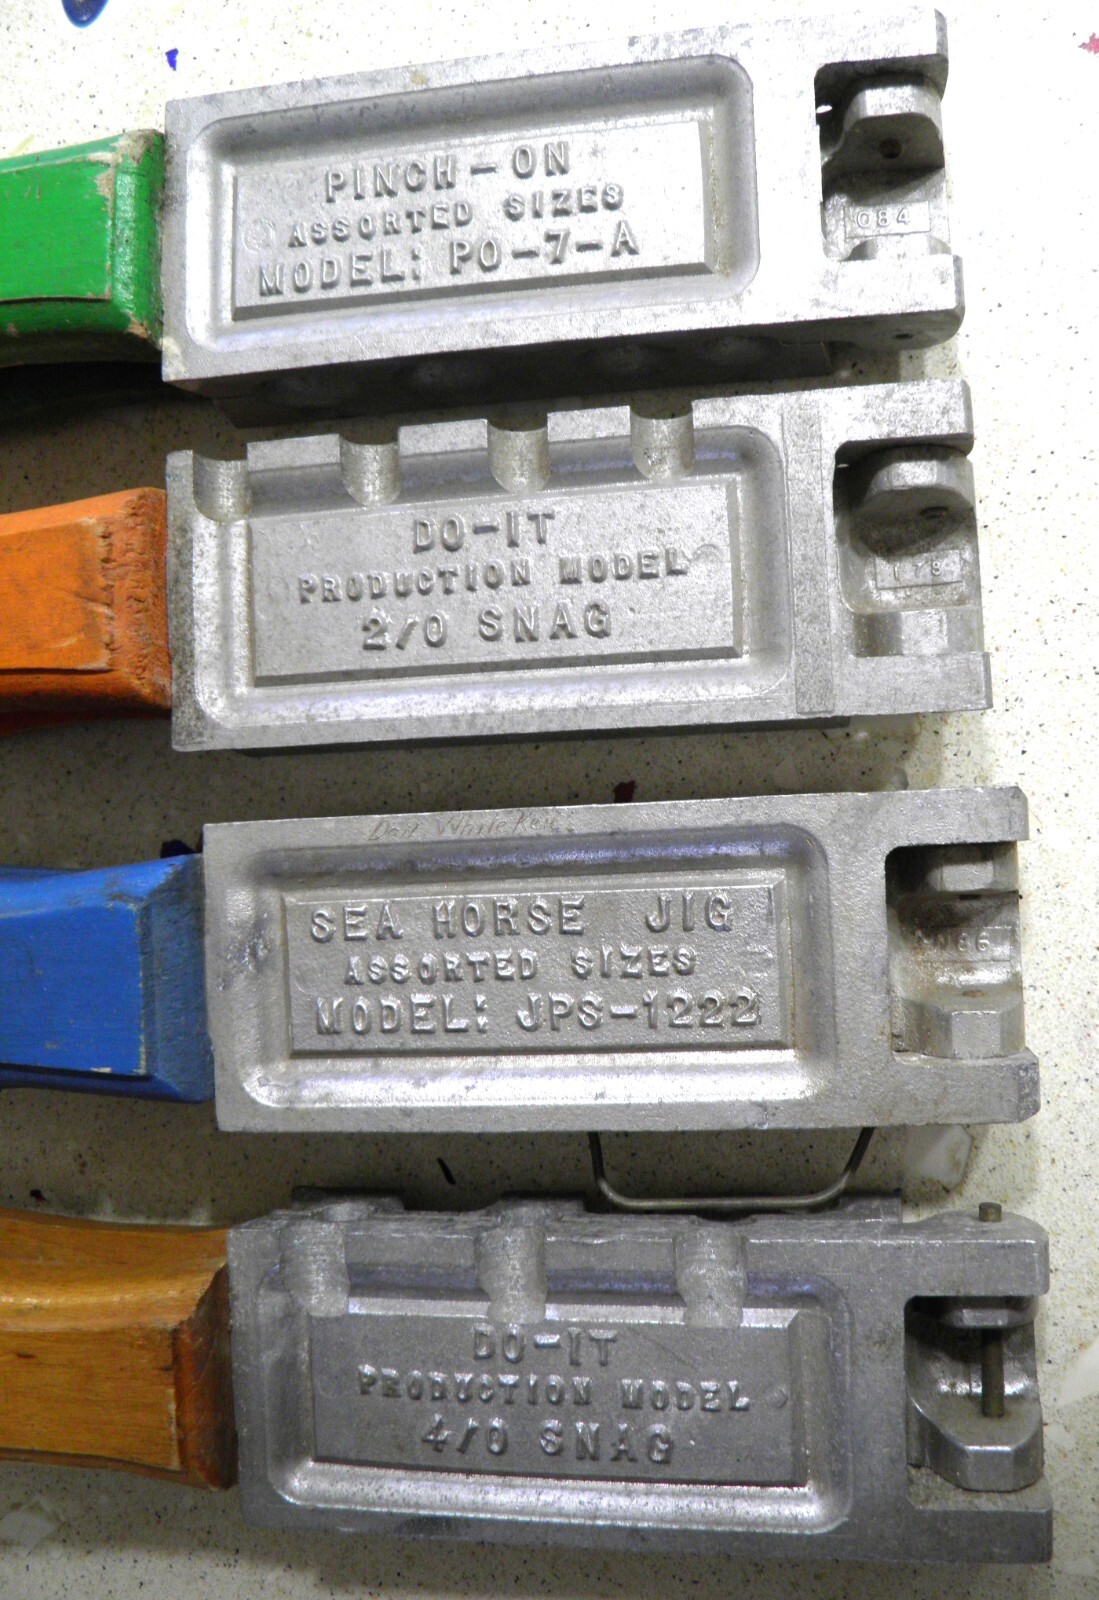 PINCH-ON
ASSORTED SIZES
MODEL: PO-7-A
084
DO-IT
PRODUCTION MODEL
2/0 SNAG
178
SEA HORSE JIG
ASSORTED SIZES
MODEL: JPS-1222
DO-IT
PRODUCTION MODEL
4/0 SNAG